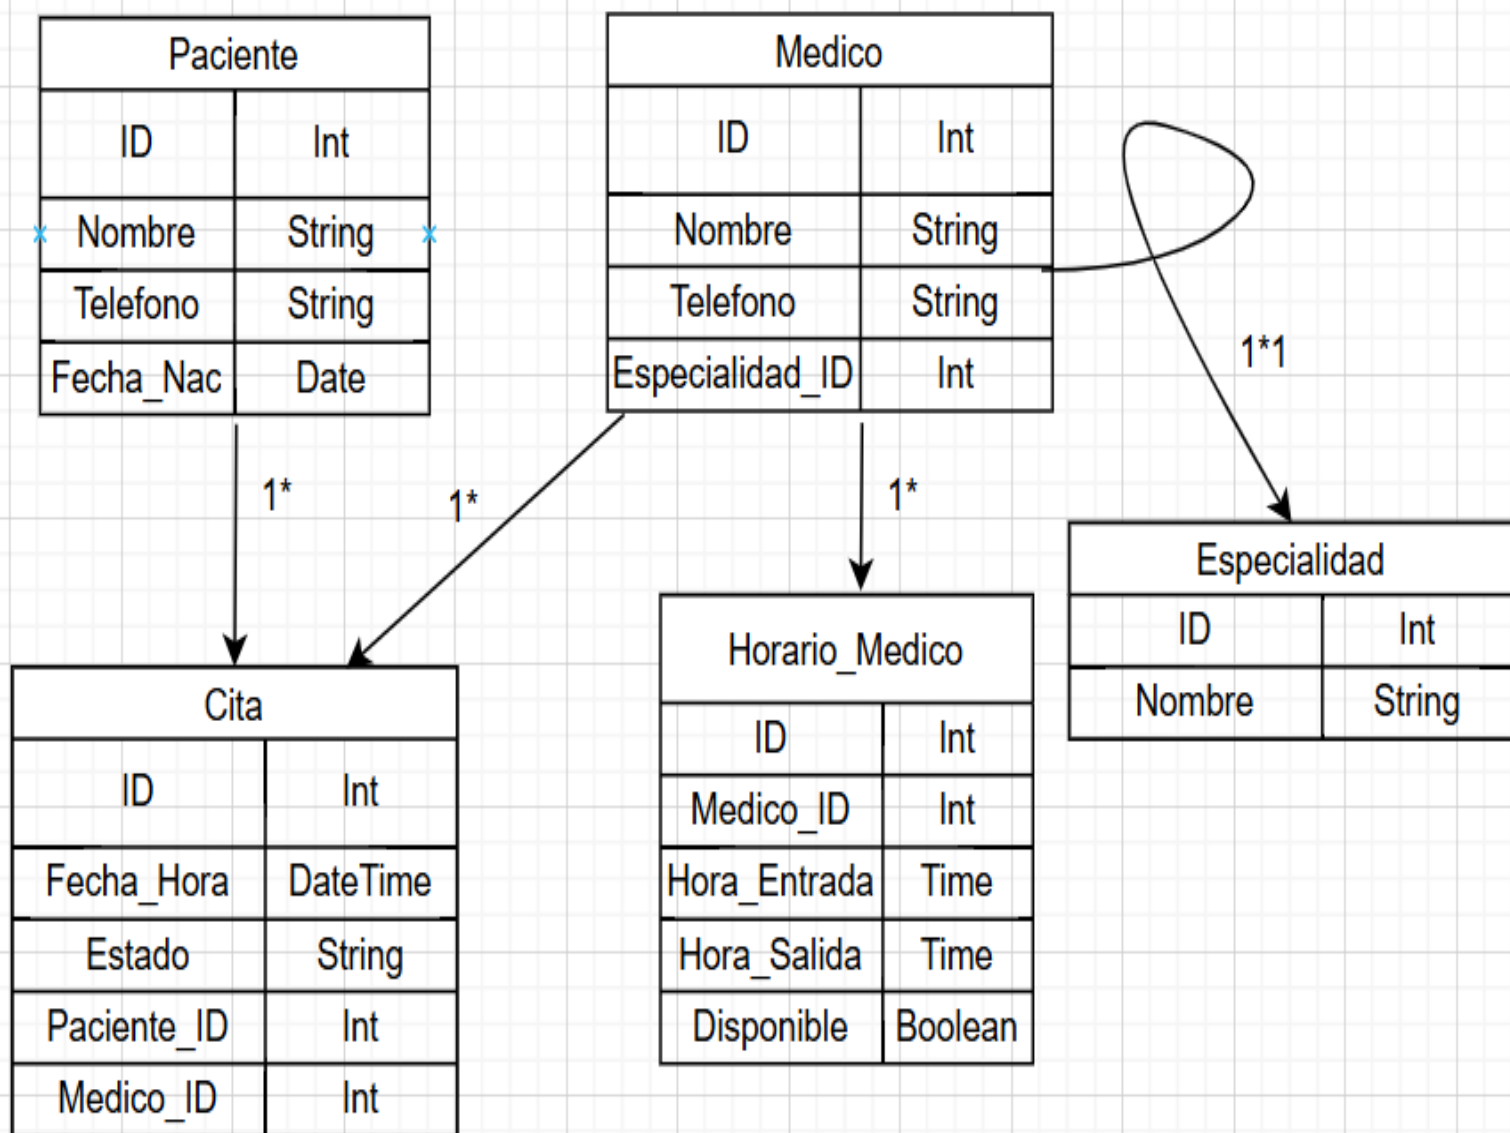 Paciente
ID Int
Nombre String
Telefono String
Fecha_Nac Date
Medico
ID Int
Nombre String
Telefono String
Especialidad_ID Int
1*
1*
1*
1*1
Cita
ID Int
Fecha_Hora DateTime
Estado String
Paciente_ID Int
Medico_ID Int
Horario_Medico
ID Int
Medico_ID Int
Hora_Entrada Time
Hora_Salida Time
Disponible Boolean
Especialidad
ID Int
Nombre String